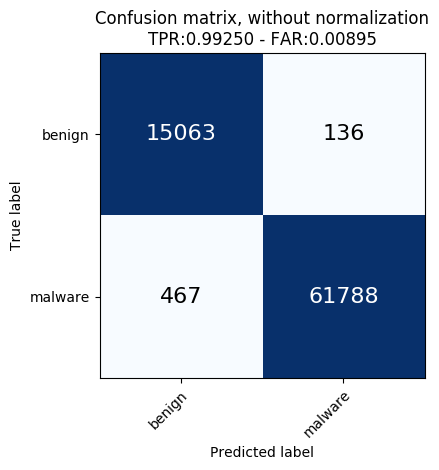 Confusion matrix, without normalization
TPR:0.99250 - FAR:0.00895
benign
15063
136
True label
malware
467
61788
benign
malware
Predicted label